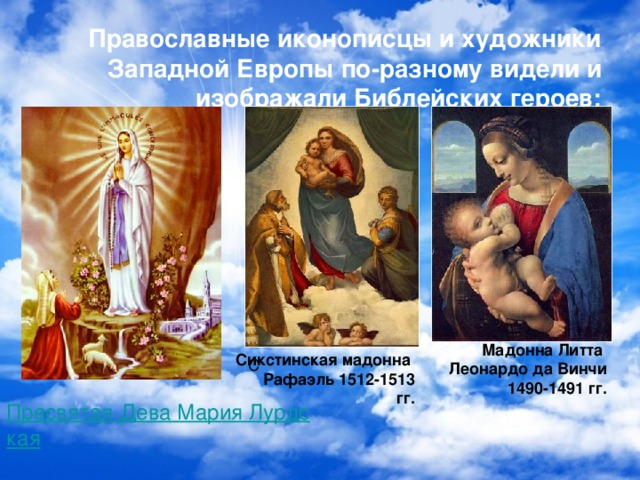 Православные иконописцы и художники
Западной Европы по-разному видели и
изображали Библейских героев:
Сикстинская мадонна
С
Рафаэль 1512-1513
гг.
Мадонна Литта
Леонардо да Винчи
1490-1491 гг.
Пресвятая Дева Мария Лурдс
кая